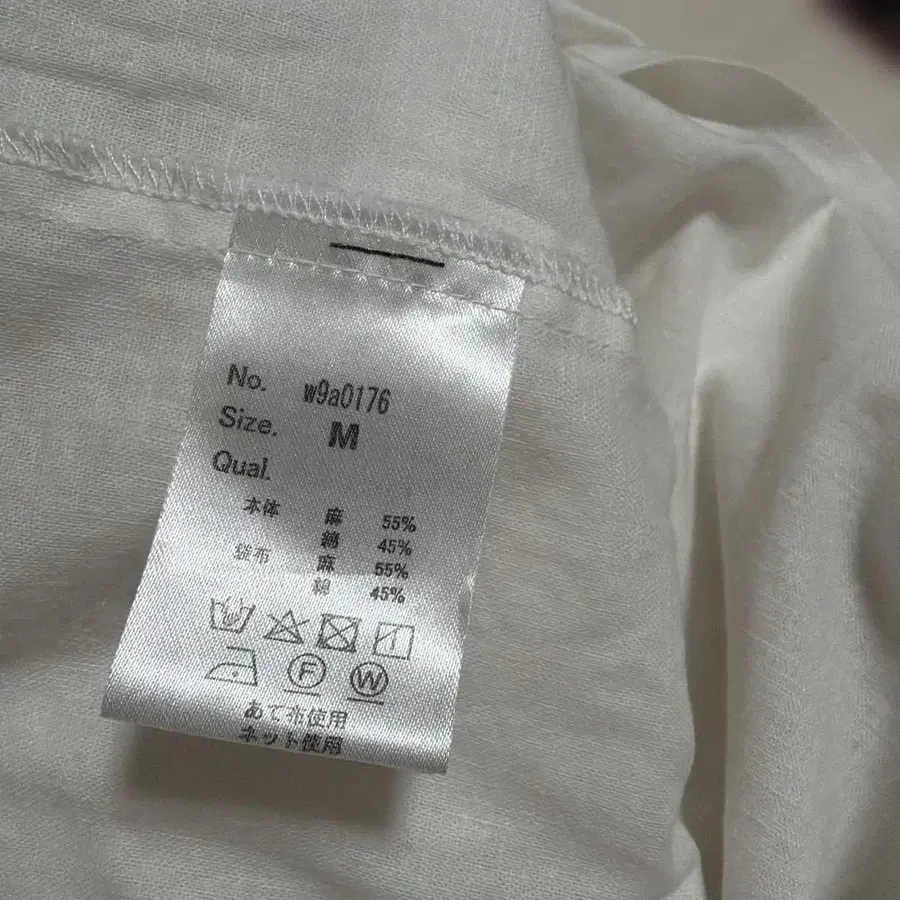 No. w9a0176
Size. M
Qual.
本体 麻 55%
綿 45%
袋布 麻 55%
綿 45%
F W
あて布使用
ネット使用